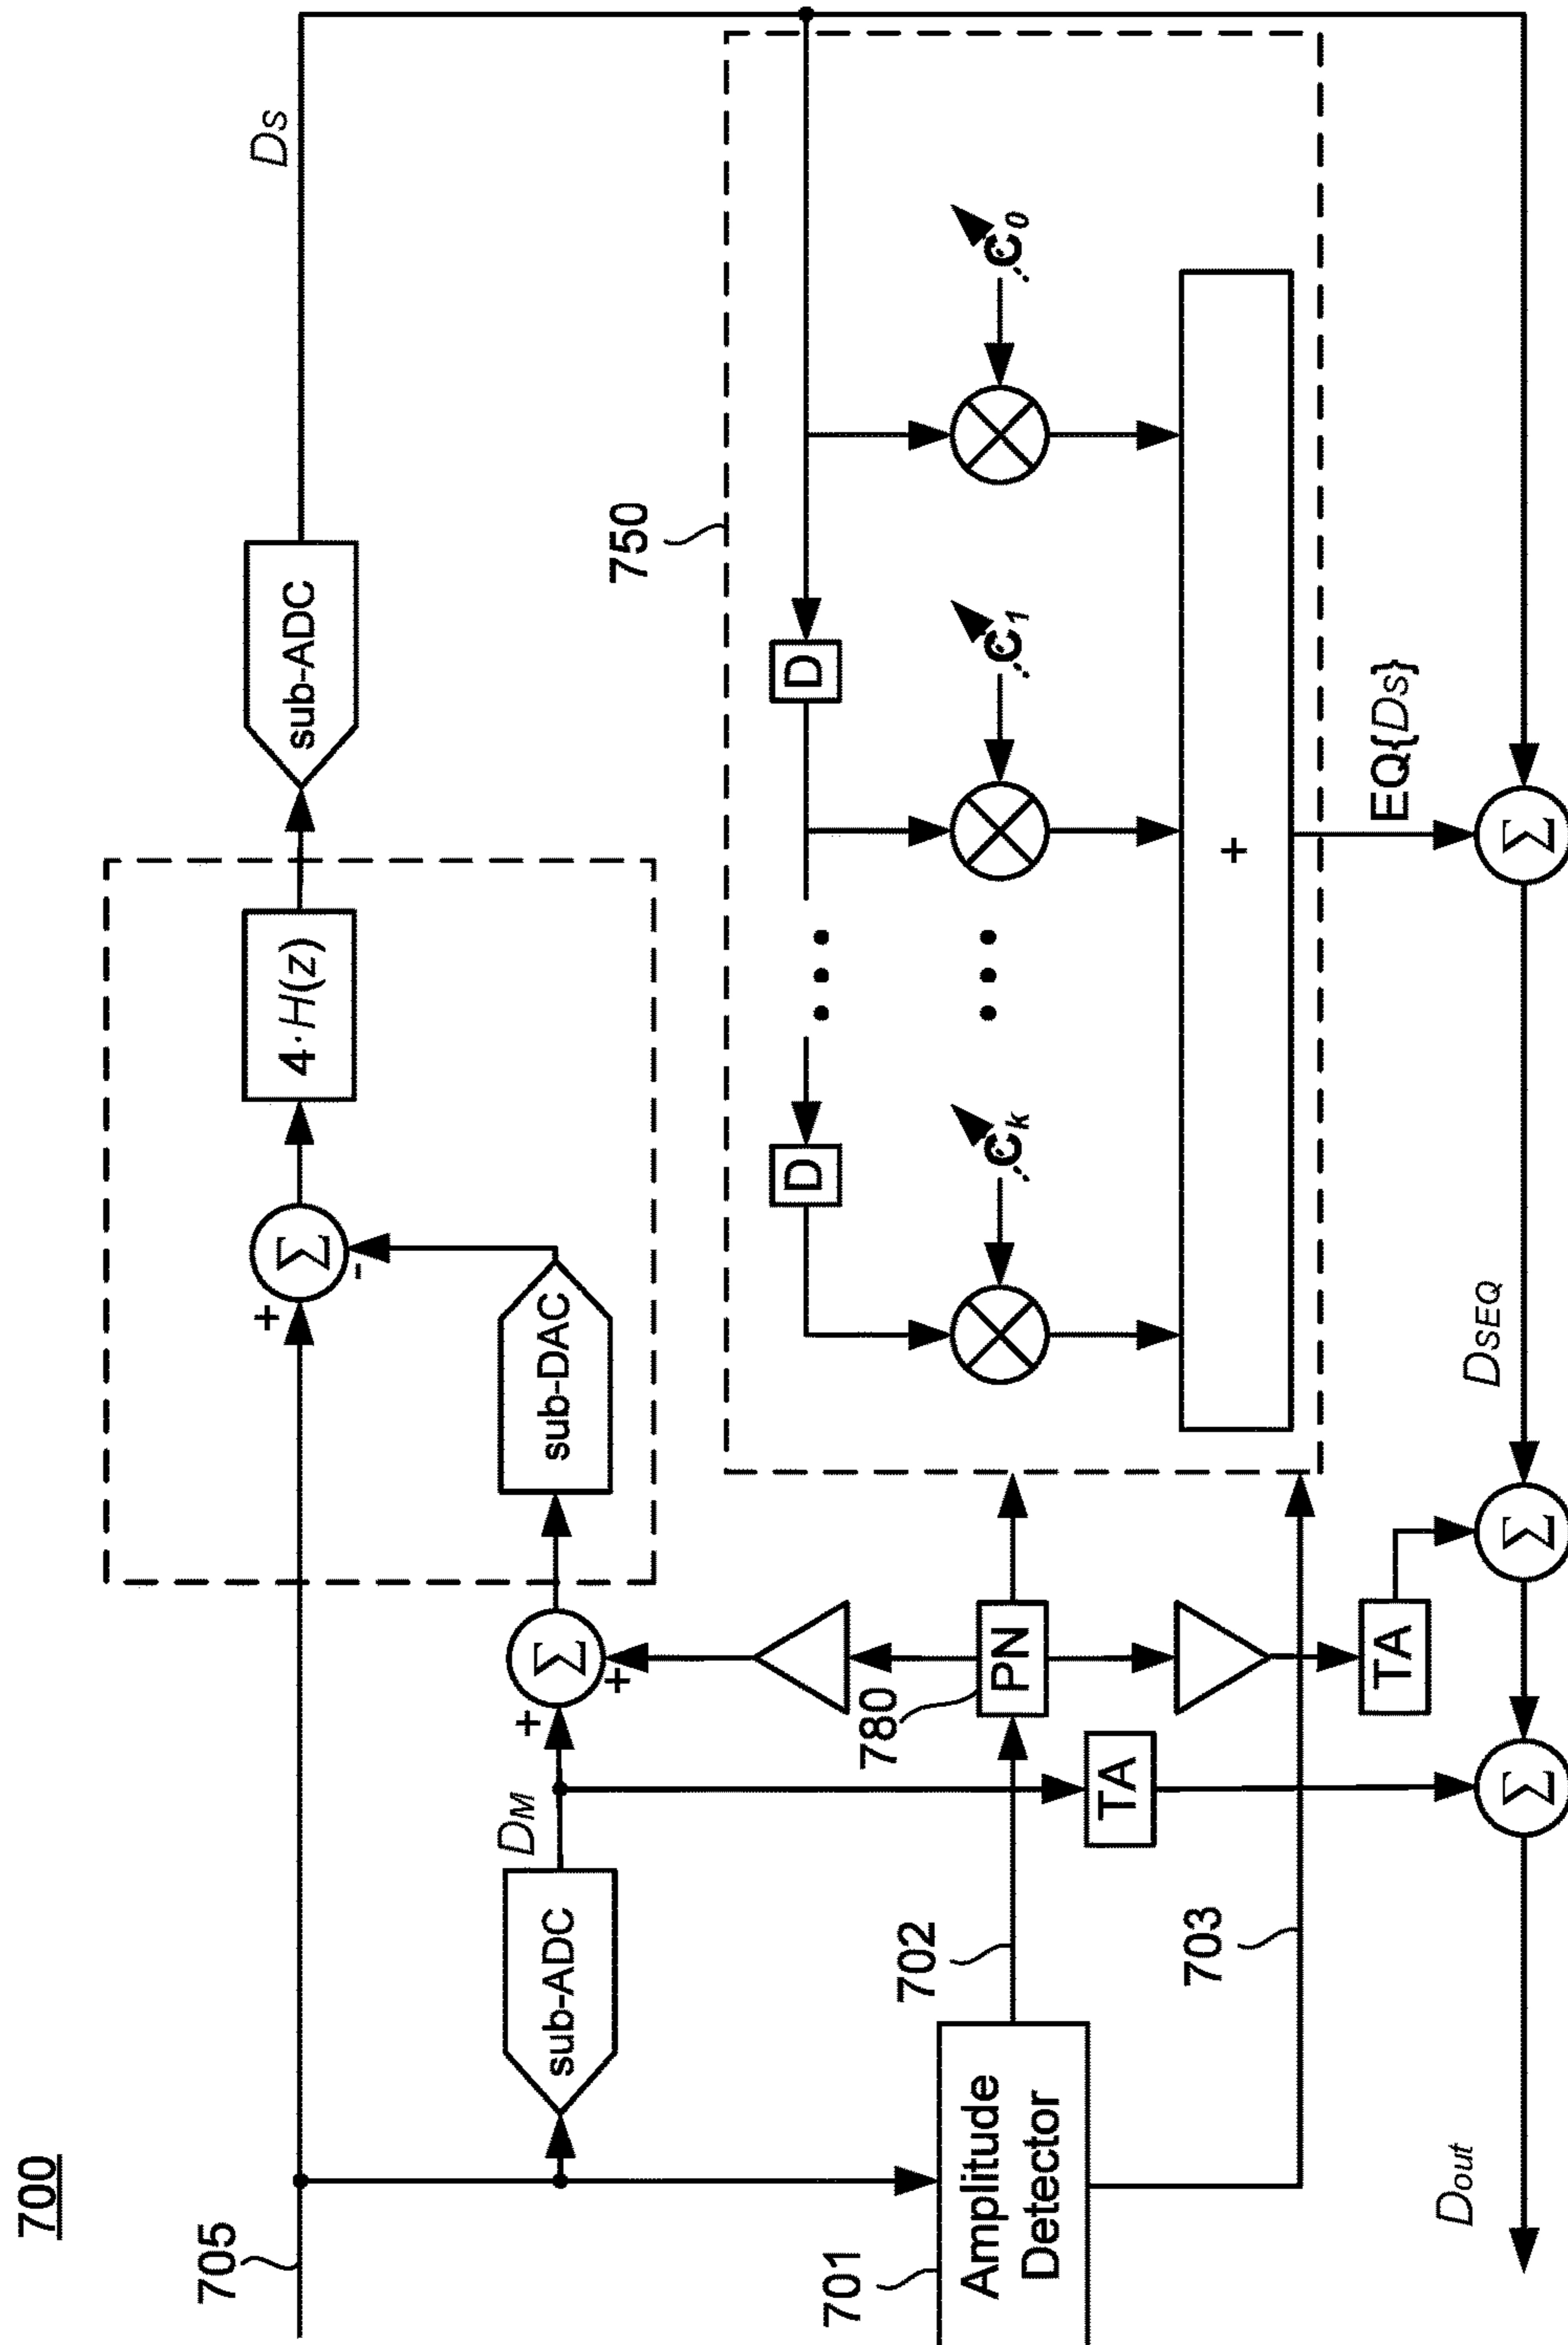 700
705
4·H(z)
sub-ADC
DS
+
-
Σ
sub-DAC
sub-ADC
DM
+
+
Σ
750
D
D
Ck
C1
C0
+
780
PN
701
Amplitude
Detector
702
703
TA
TA
EQ{DS}
Dout
Σ
Σ
DSEQ
Σ